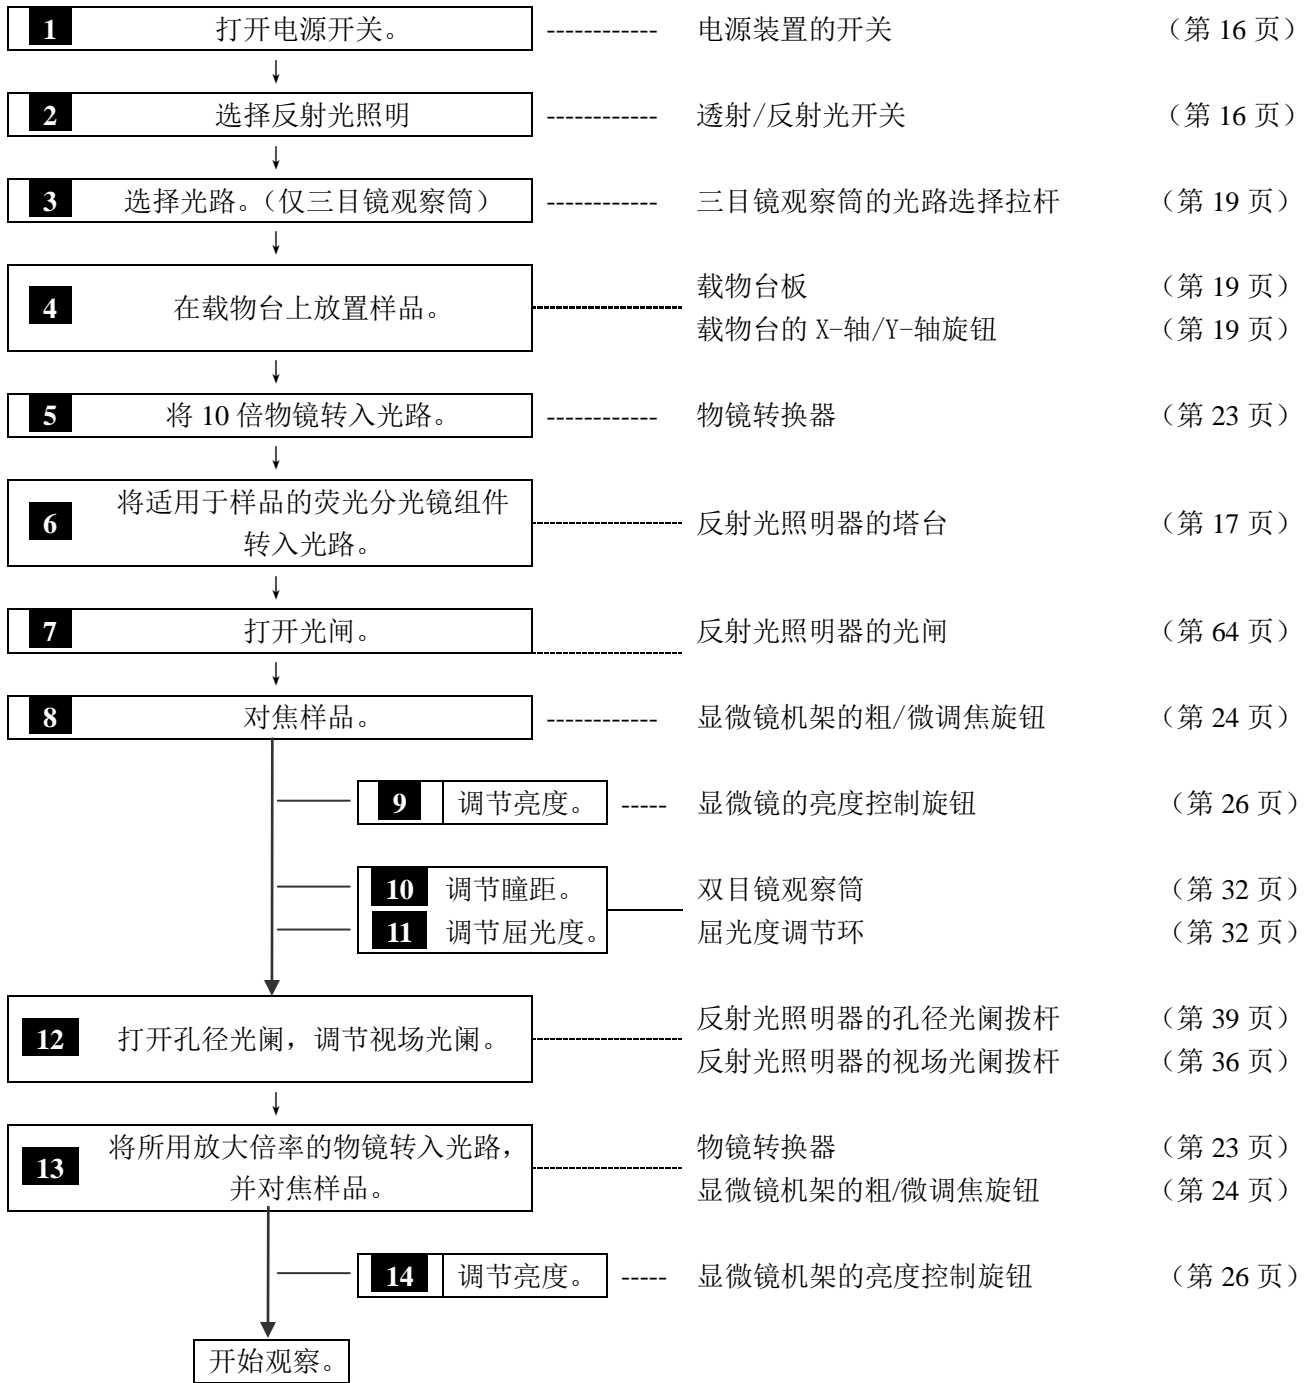 1 打开电源开关。 ------------ 电源装置的开关 （第 16 页）
↓
2 选择反射光照明 ------------ 透射/反射光开关 （第 16 页）
↓
3 选择光路。（仅三目镜观察筒） ------------ 三目镜观察筒的光路选择拉杆 （第 19 页）
↓
4 在载物台上放置样品。
载物台板 （第 19 页）
载物台的 X-轴/Y-轴旋钮 （第 19 页）
↓
5 将 10 倍物镜转入光路。 ------------ 物镜转换器 （第 23 页）
↓
6 将适用于样品的荧光分光镜组件
转入光路。
反射光照明器的塔台 （第 17 页）
↓
7 打开光闸。 反射光照明器的光闸 （第 64 页）
↓
8 对焦样品。 ------------ 显微镜机架的粗/微调焦旋钮 （第 24 页）
9 调节亮度。 ----- 显微镜的亮度控制旋钮 （第 26 页）
10 调节瞳距。 双目镜观察筒 （第 32 页）
11 调节屈光度。 屈光度调节环 （第 32 页）
12 打开孔径光阑，调节视场光阑。
反射光照明器的孔径光阑拨杆 （第 39 页）
反射光照明器的视场光阑拨杆 （第 36 页）
↓
13 将所用放大倍率的物镜转入光路，
并对焦样品。
物镜转换器 （第 23 页）
显微镜机架的粗/微调焦旋钮 （第 24 页）
14 调节亮度。 ----- 显微镜机架的亮度控制旋钮 （第 26 页）
开始观察。